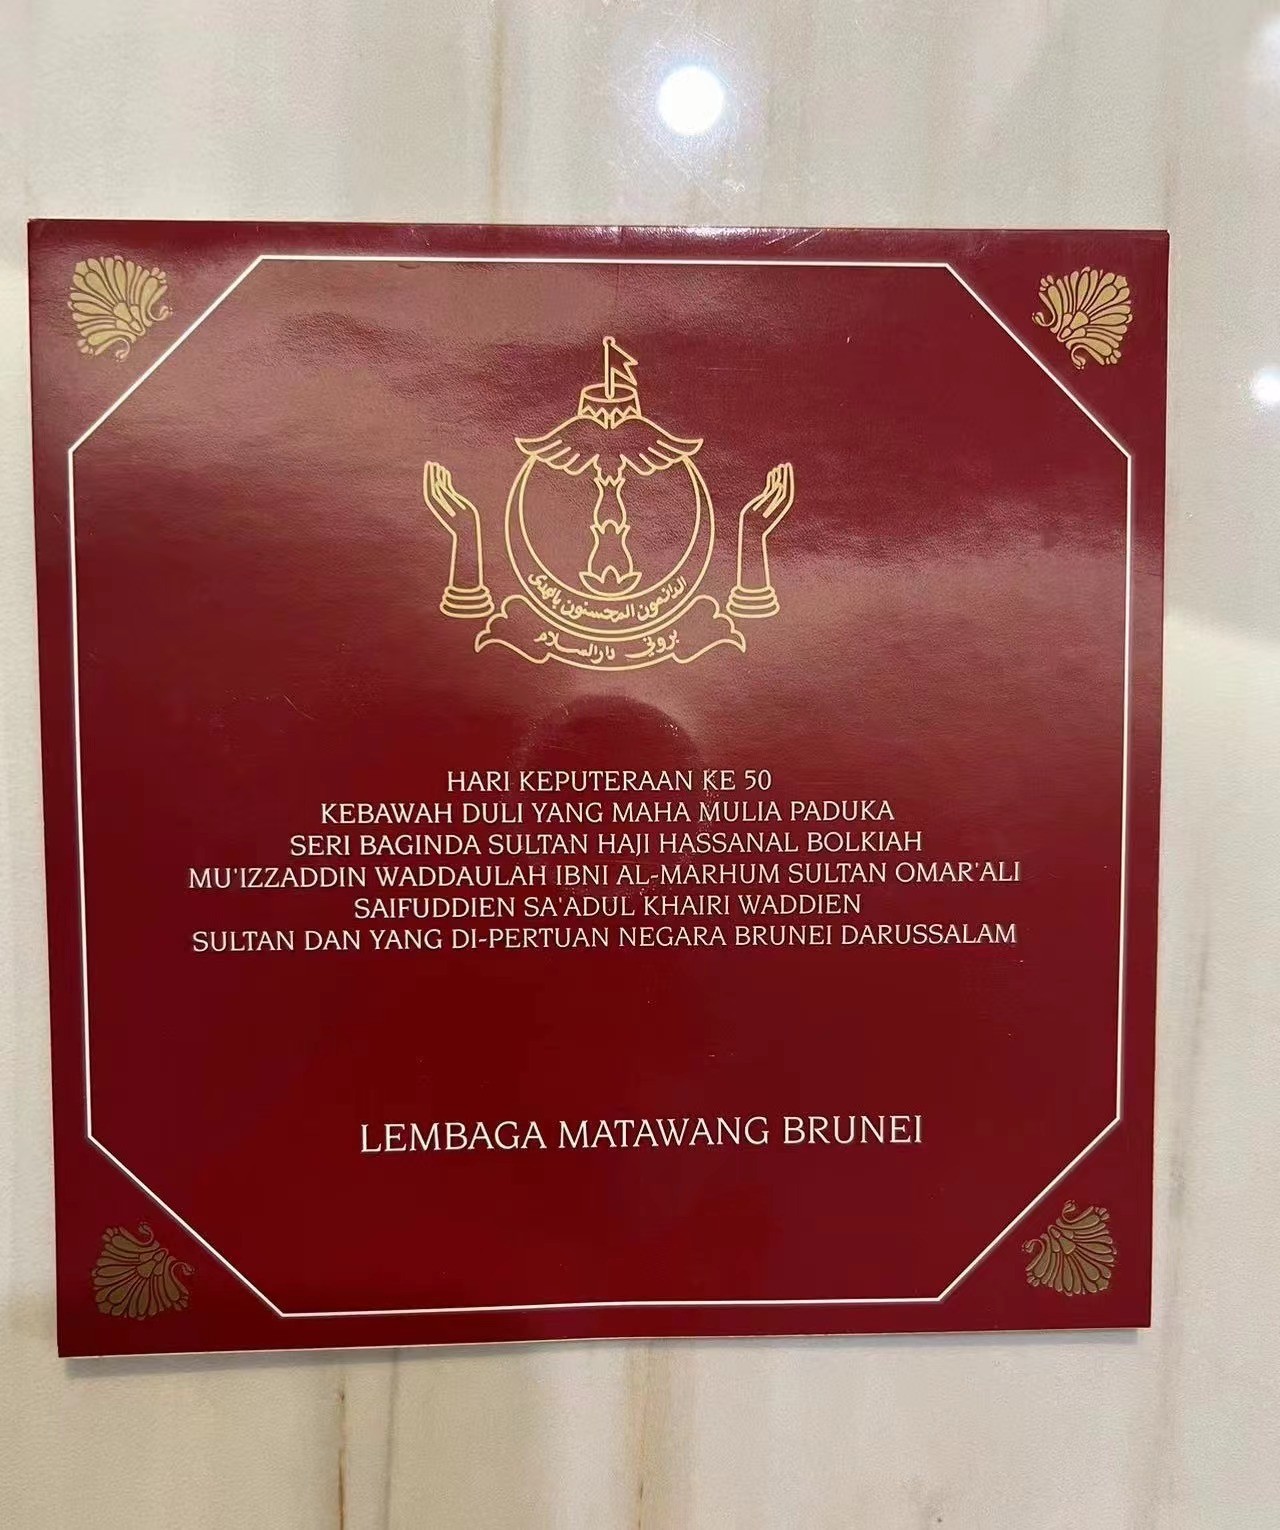 الدائمون المحسنون بالهدى
بروني دارالسلام
HARI KEPUTERAAN KE 50
KEBAWAH DULI YANG MAHA MULIA PADUKA
SERI BAGINDA SULTAN HAJI HASSANAL BOLKIAH
MU'IZZADDIN WADDAULAH IBNI AL-MARHUM SULTAN OMAR'ALI
SAIFUDDIEN SA'ADUL KHAIRI WADDIEN
SULTAN DAN YANG DI-PERTUAN NEGARA BRUNEI DARUSSALAM
LEMBAGA MATAWANG BRUNEI